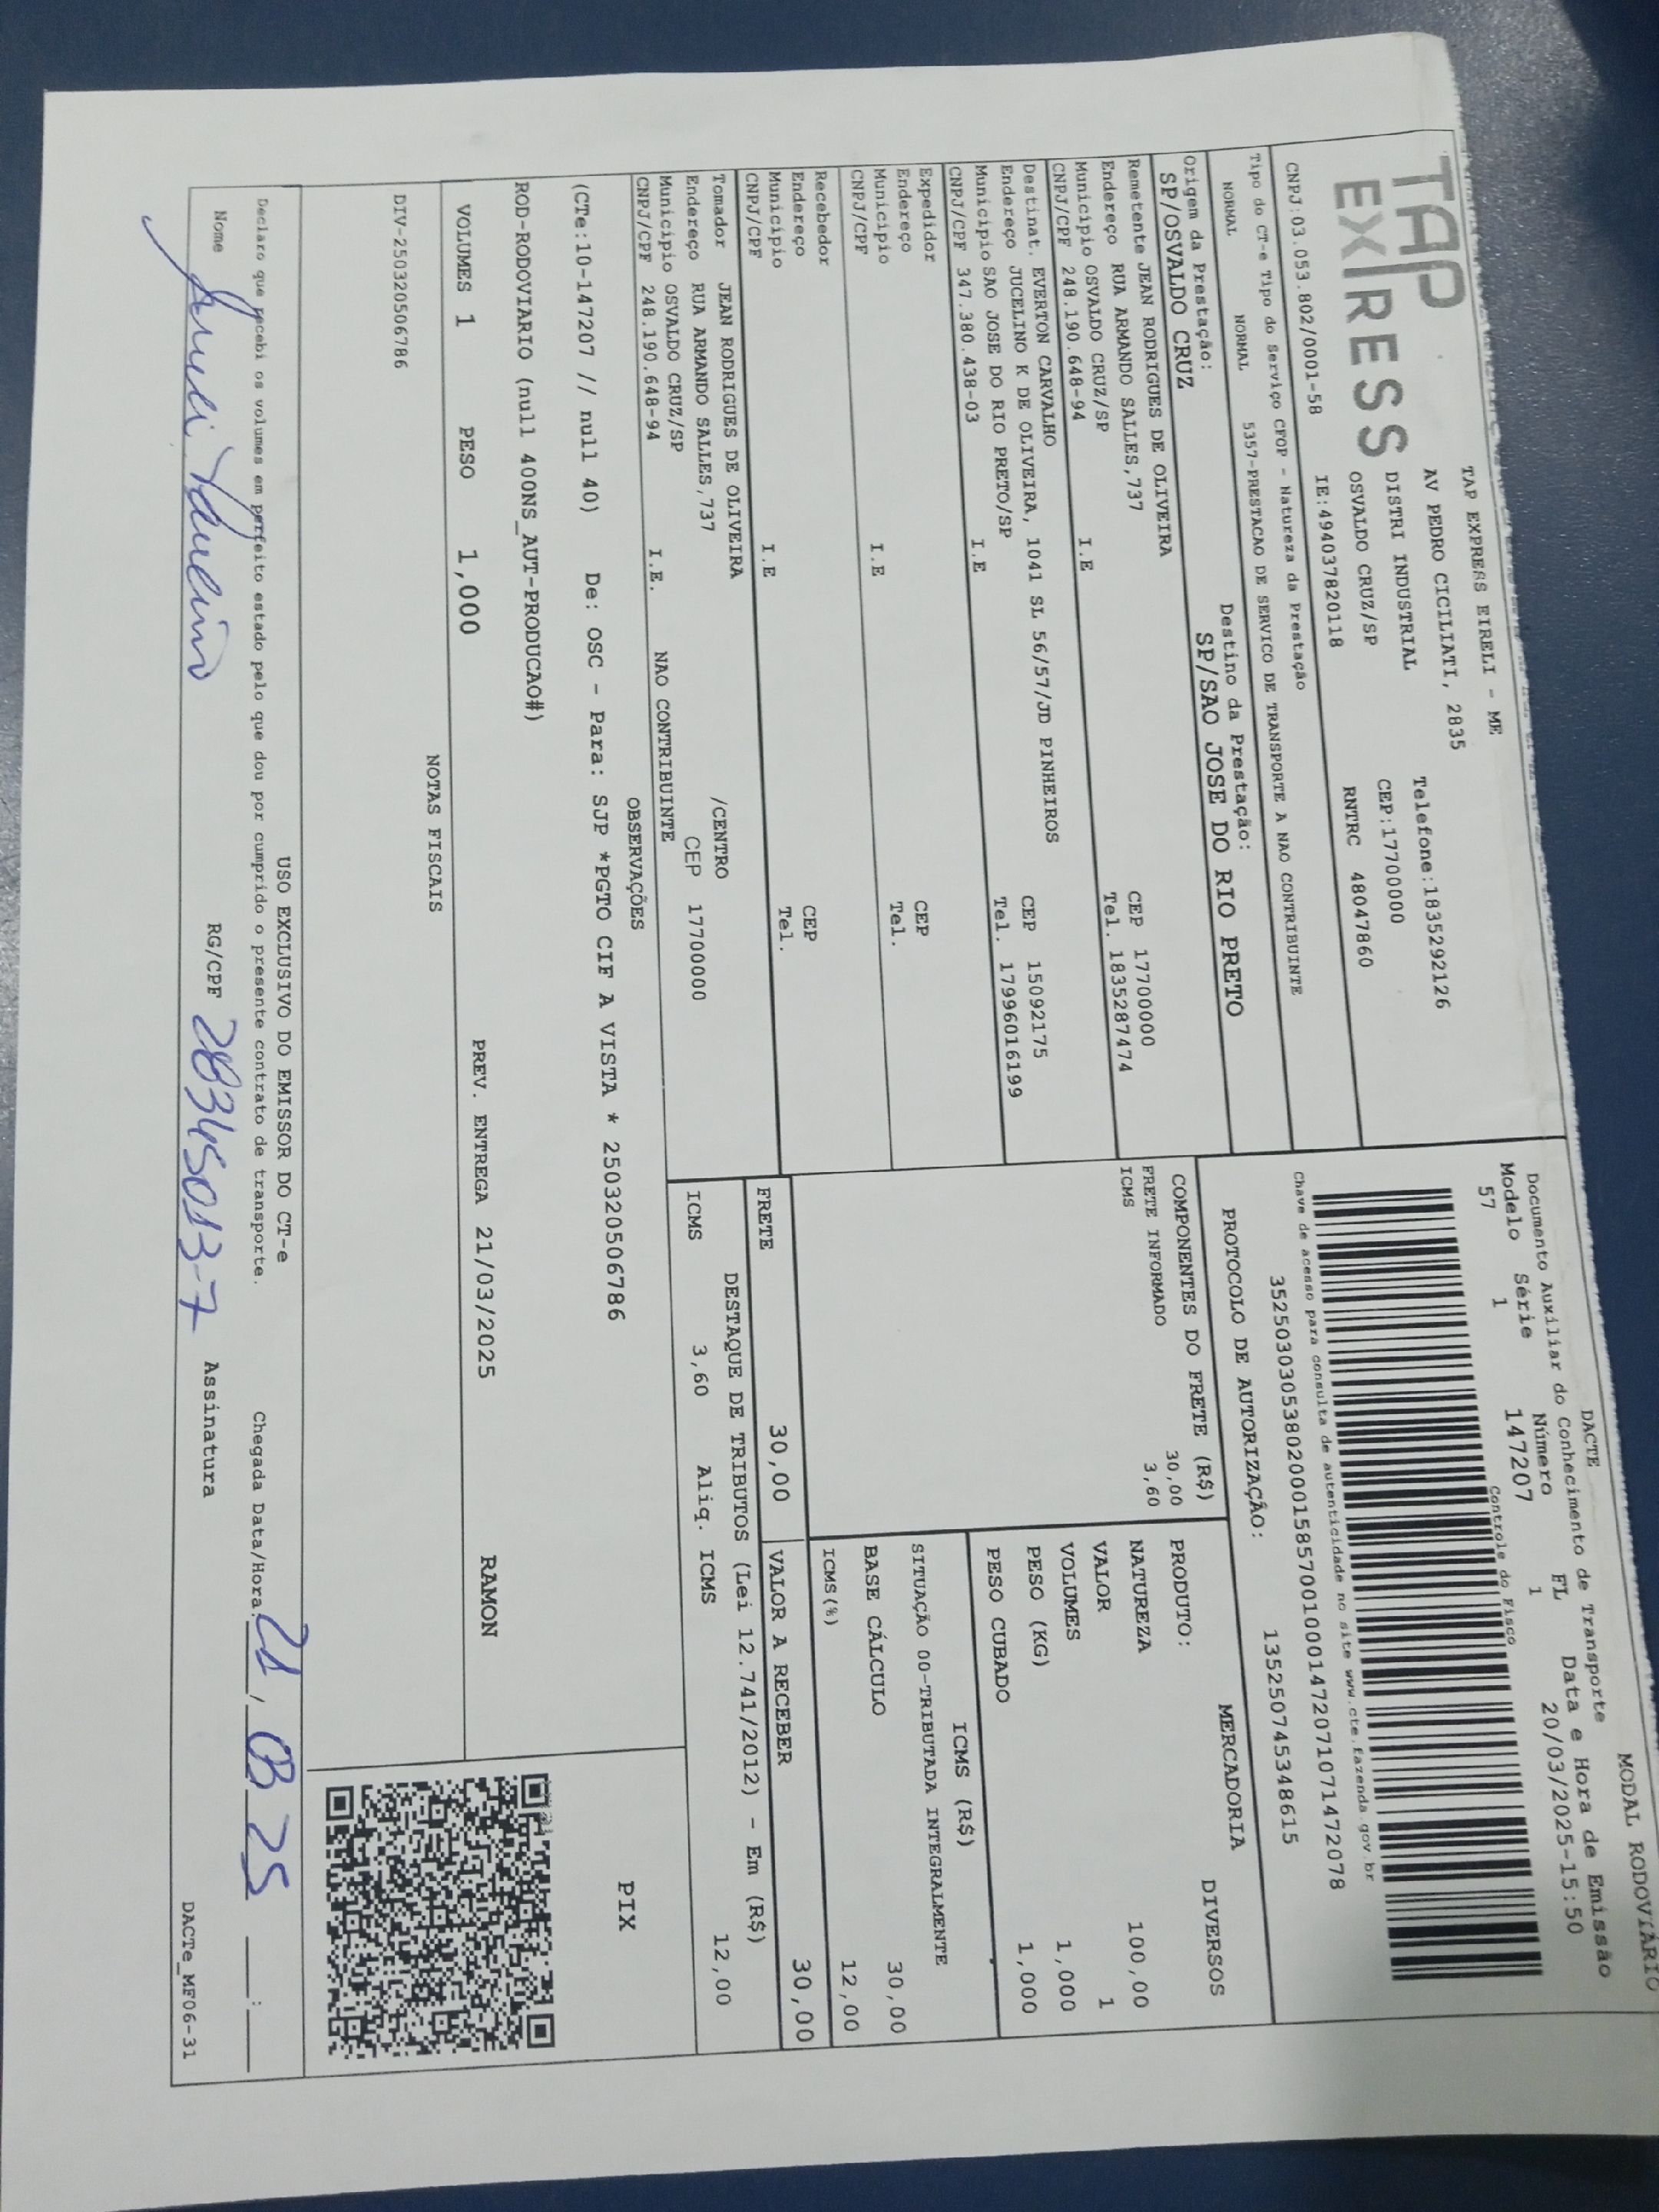 TAP EXPRESS
TAP EXPRESS EIRELI - ME
AV PEDRO CICILIATI, 2835
Telefone:1835292126
DISTRI INDUSTRIAL
CEP:17700000
OSVALDO CRUZ/SP
RNTRC 48047860
CNPJ:03.053.802/0001-58
IE:494037820118
MODAL RODOVIÁRIO
DACTE
Documento Auxiliar do Conhecimento de Transporte
Modelo Série Número FL Data e Hora de Emissão
57 1 147207 1 20/03/2025-15:50
Controle do Fisco
Chave de acesso para consulta de autenticidade no site www.cte.fazenda.gov.br
35250303053802000158570010001472071071472078
PROTOCOLO DE AUTORIZAÇÃO: 135250745348615
Tipo do CT-e Tipo do Serviço CFOP - Natureza da Prestação
NORMAL NORMAL 5357-PRESTACAO DE SERVICO DE TRANSPORTE A NAO CONTRIBUINTE
Origem da Prestação: Destino da Prestação:
SP/OSVALDO CRUZ SP/SAO JOSE DO RIO PRETO
Remetente JEAN RODRIGUES DE OLIVEIRA
Endereço RUA ARMANDO SALLES,737 CEP 17700000
Município OSVALDO CRUZ/SP Tel. 1835287474
CNPJ/CPF 248.190.648-94 I.E
Destinat. EVERTON CARVALHO
Endereço JUCELINO K DE OLIVEIRA, 1041 SL 56/57/JD PINHEIROS CEP 15092175
Município SAO JOSE DO RIO PRETO/SP Tel. 17996016199
CNPJ/CPF 347.380.438-03 I.E
Expedidor
Endereço CEP
Município Tel.
CNPJ/CPF I.E
Recebedor
Endereço CEP
Município Tel.
CNPJ/CPF I.E
Tomador JEAN RODRIGUES DE OLIVEIRA /CENTRO
Endereço RUA ARMANDO SALLES,737 CEP 17700000
Município OSVALDO CRUZ/SP
CNPJ/CPF 248.190.648-94 I.E. NAO CONTRIBUINTE
COMPONENTES DO FRETE (R$)
FRETE INFORMADO 30,00
ICMS 3,60
MERCADORIA
PRODUTO: DIVERSOS
NATUREZA
VALOR 100,00
VOLUMES 1
PESO (KG) 1,000
PESO CUBADO 1,000
ICMS (R$)
SITUAÇÃO 00-TRIBUTADA INTEGRALMENTE
BASE CÁLCULO 30,00
ICMS(%) 12,00
FRETE 30,00 VALOR A RECEBER 30,00
DESTAQUE DE TRIBUTOS (Lei 12.741/2012) - Em (R$)
ICMS 3,60 Aliq. ICMS 12,00
OBSERVAÇÕES
(CTe:10-147207 // null 40) De: OSC - Para: SJP *PGTO CIF A VISTA * 250320506786
ROD-RODOVIARIO (null 400NS_AUT-PRODUCAO#)
PIX
VOLUMES 1 PESO 1,000 PREV. ENTREGA 21/03/2025 RAMON
NOTAS FISCAIS
DIV-250320506786
USO EXCLUSIVO DO EMISSOR DO CT-e
Declaro que recebi os volumes em perfeito estado pelo que dou por cumprido o presente contrato de transporte. Chegada Data/Hora: 21/03 25 :
Nome RG/CPF 28345013-7 Assinatura
DACTe_MF06-31